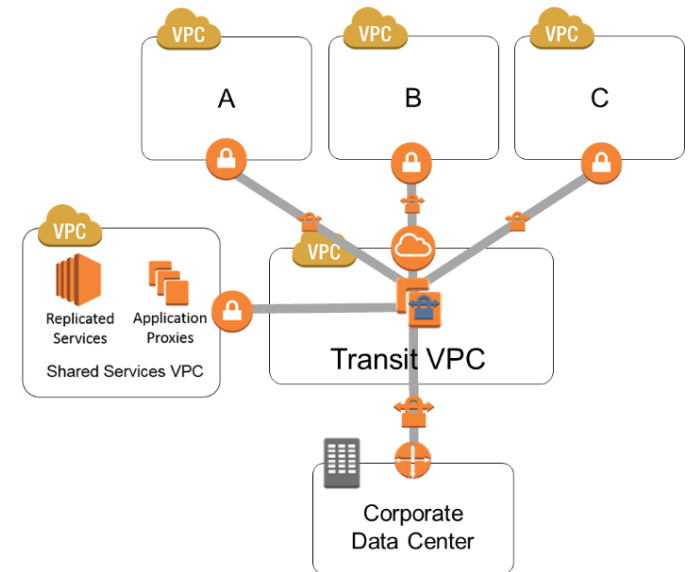 VPC
VPC
VPC
A
B
C
VPC
VPC
Replicated
Services
Application
Proxies
Shared Services VPC
Transit VPC
Corporate
Data Center